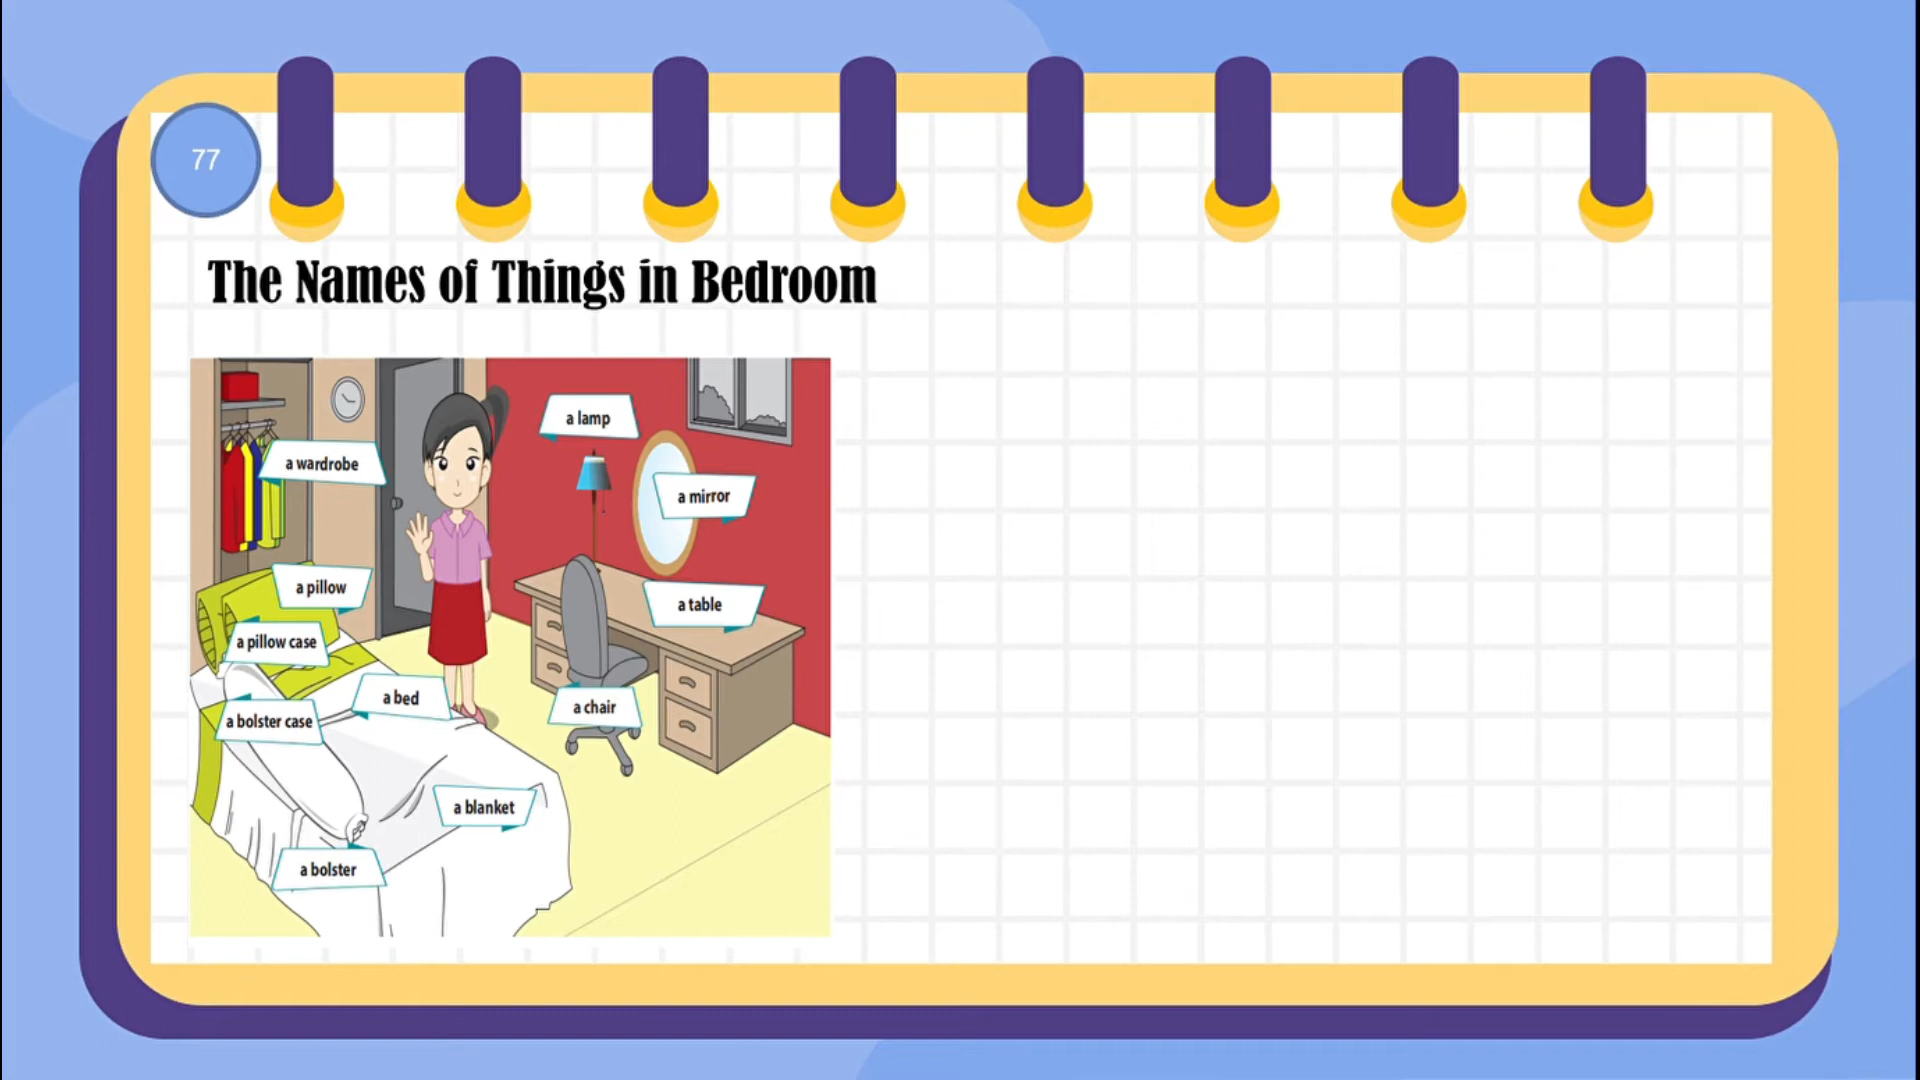 77
The Names of Things in Bedroom
a lamp
a wardrobe
a mirror
a pillow
a table
a pillow case
a bed
a chair
a bolster case
a blanket
a bolster